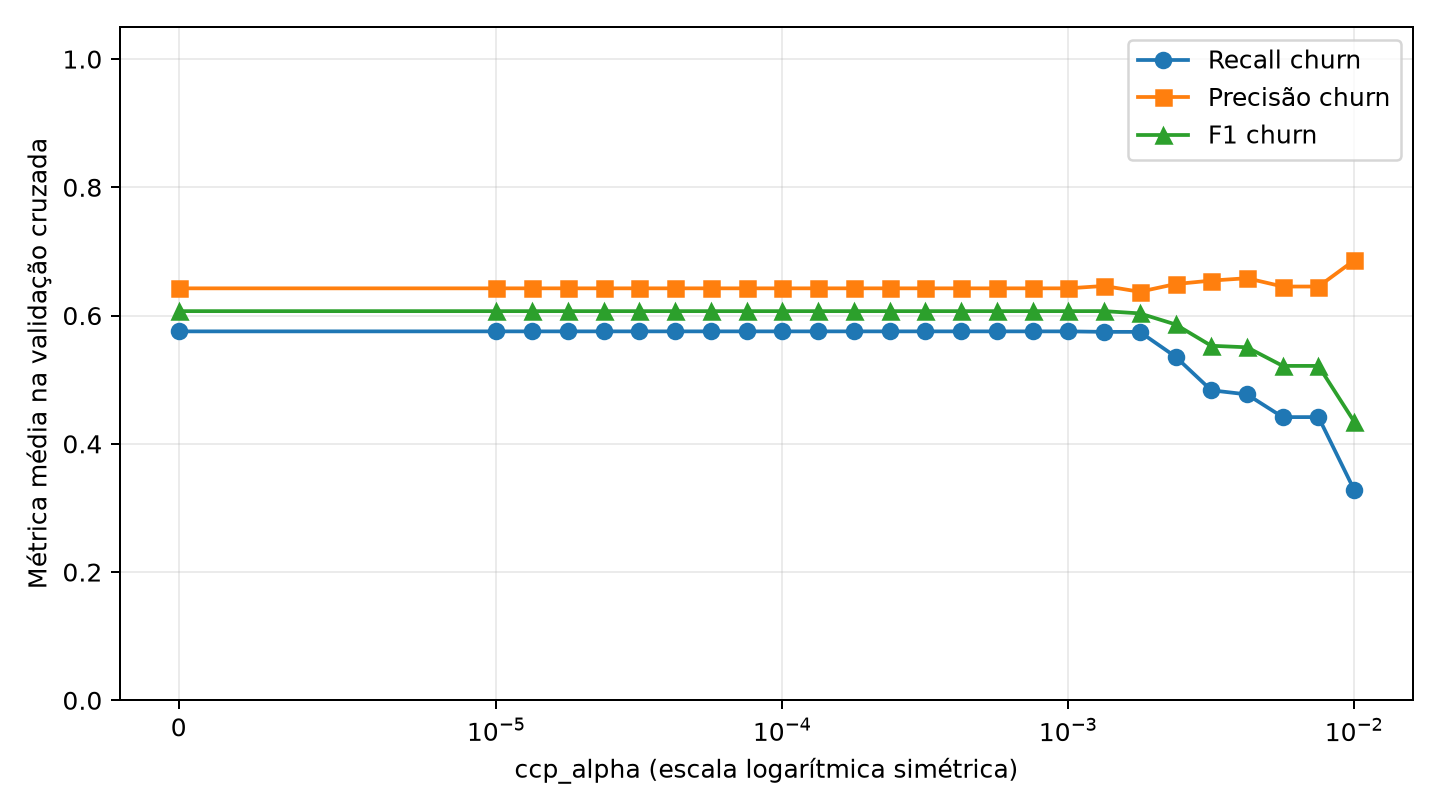 Métrica média na validação cruzada
1.0
0.8
0.6
0.4
0.2
0.0
Recall churn
Precisão churn
F1 churn
0
10⁻⁵
10⁻⁴
10⁻³
10⁻²
ccp_alpha (escala logarítmica simétrica)